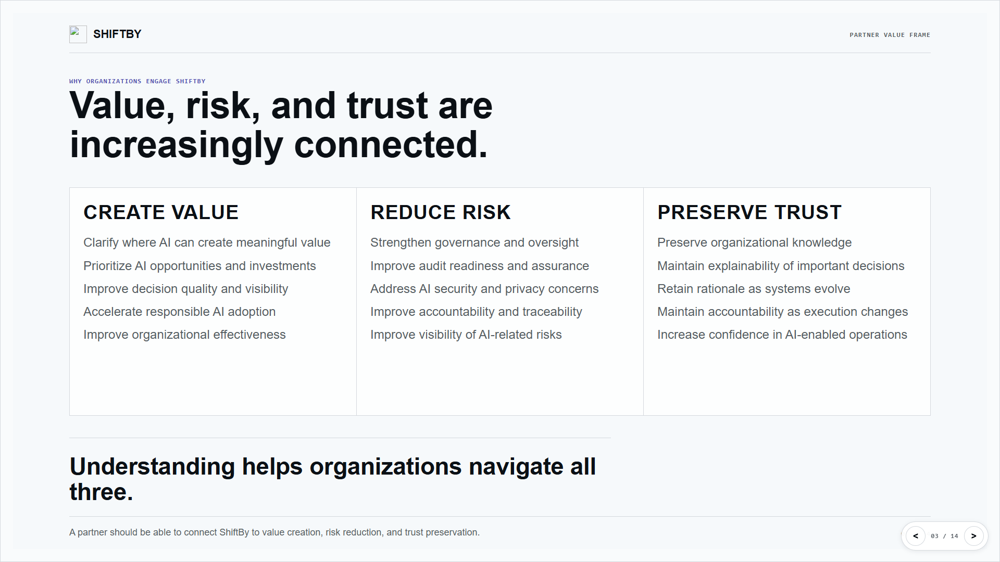 SHIFTBY
PARTNER VALUE FRAME
WHY ORGANIZATIONS ENGAGE SHIFTBY
Value, risk, and trust are
increasingly connected.
CREATE VALUE
Clarify where AI can create meaningful value
Prioritize AI opportunities and investments
Improve decision quality and visibility
Accelerate responsible AI adoption
Improve organizational effectiveness
REDUCE RISK
Strengthen governance and oversight
Improve audit readiness and assurance
Address AI security and privacy concerns
Improve accountability and traceability
Improve visibility of AI-related risks
PRESERVE TRUST
Preserve organizational knowledge
Maintain explainability of important decisions
Retain rationale as systems evolve
Maintain accountability as execution changes
Increase confidence in AI-enabled operations
Understanding helps organizations navigate all
three.
A partner should be able to connect ShiftBy to value creation, risk reduction, and trust preservation.
< 03 / 14 >